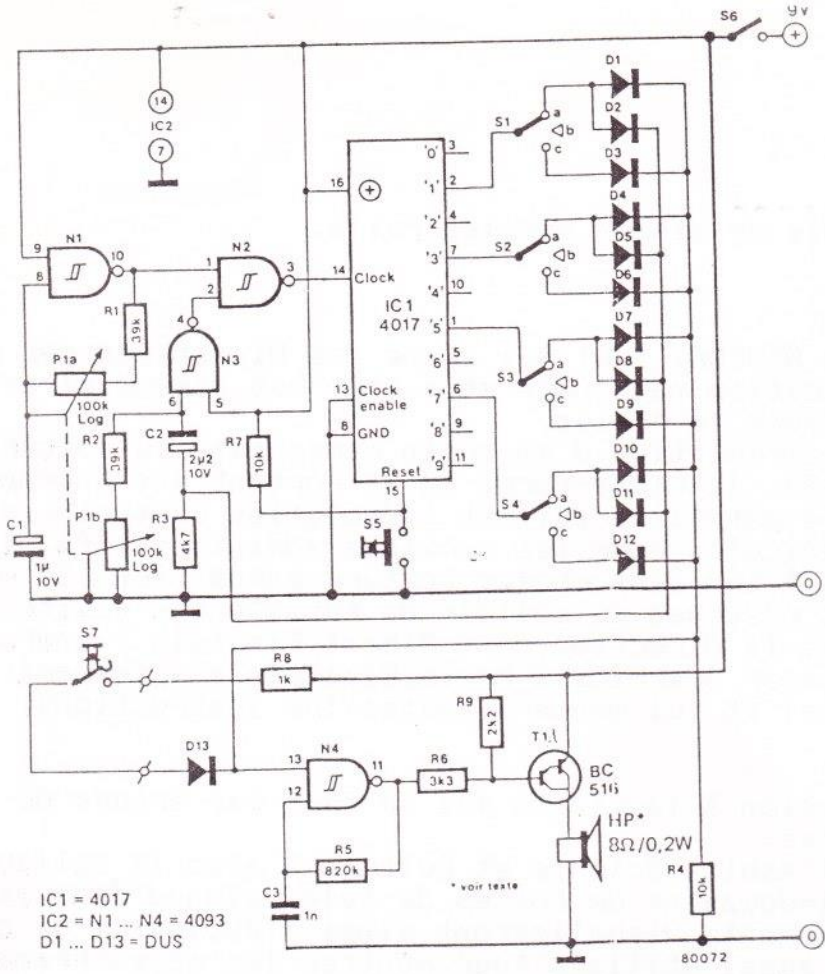 S6
9V
+
14
IC2
7
N1
9
8
10
N2
1
2
3
14
Clock
R1
39k
P1a
100k
Log
4
N3
6
5
R2
39k
C2
2µ2
10V
R7
10k
P1b
100k
Log
R3
4k7
C1
1µ
10V
16
+
IC1
4017
13
Clock
enable
8
GND
Reset
15
'0'
3
'1'
2
'2'
4
'3'
7
'4'
10
'5'
1
'6'
5
'7'
6
'8'
9
'9'
11
S5
S1
a
b
c
S2
a
b
c
S3
a
b
c
S4
a
b
c
D1
D2
D3
D4
D5
D6
D7
D8
D9
D10
D11
D12
0
S7
R8
1k
D13
N4
13
12
11
R5
820k
C3
1n
R6
3k3
R9
2k2
T1
BC
516
HP*
8Ω/0,2W
* voir texte
R4
10k
80072
0
IC1 = 4017
IC2 = N1 ... N4 = 4093
D1 ... D13 = DUS